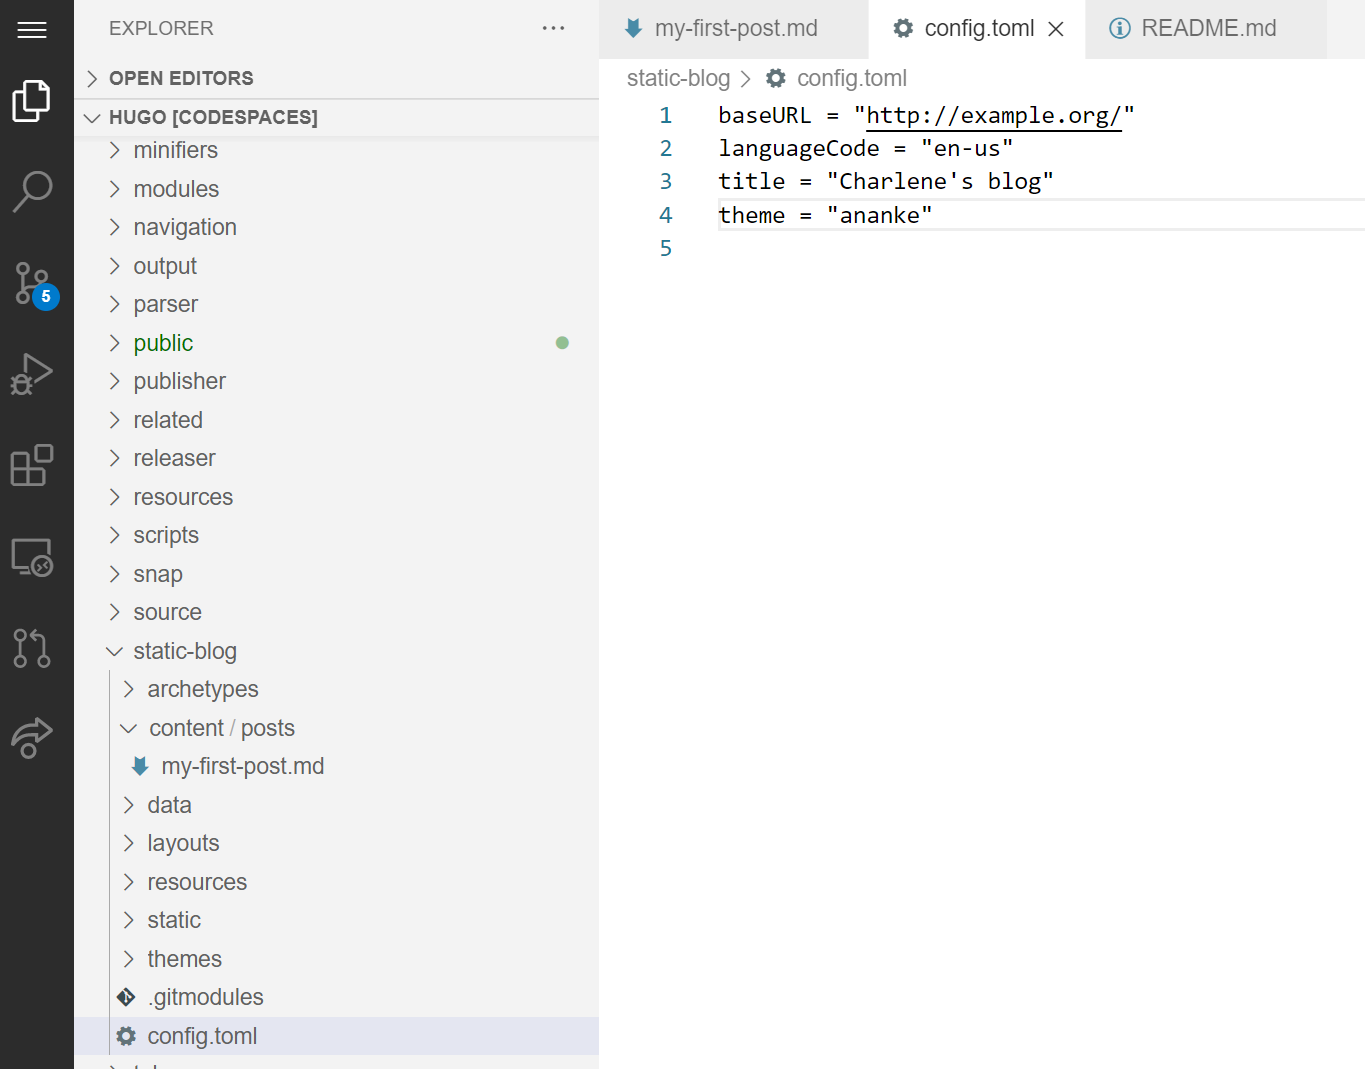 EXPLORER
OPEN EDITORS
HUGO [CODESPACES]
minifiers
modules
navigation
output
parser
public
publisher
related
releaser
resources
scripts
snap
source
static-blog
archetypes
content / posts
my-first-post.md
data
layouts
resources
static
themes
.gitmodules
config.toml
5
my-first-post.md
config.toml
README.md
static-blog > config.toml
1 baseURL = "http://example.org/"
2 languageCode = "en-us"
3 title = "Charlene's blog"
4 theme = "ananke"
5